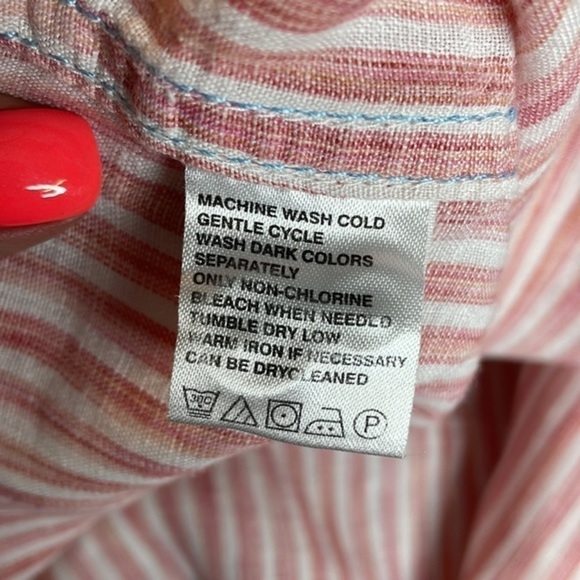 MACHINE WASH COLD
GENTLE CYCLE
WASH DARK COLORS
SEPARATELY
ONLY NON-CHLORINE
BLEACH WHEN NEEDED
TUMBLE DRY LOW
WARM IRON IF NECESSARY
CAN BE DRYCLEANED
30° P